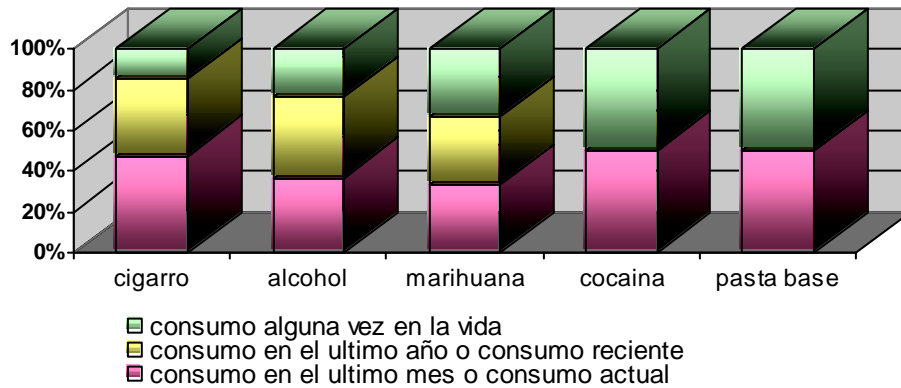 100%
80%
60%
40%
20%
0%
cigarro alcohol marihuana cocaina pasta base
consumo alguna vez en la vida
consumo en el ultimo año o consumo reciente
consumo en el ultimo mes o consumo actual